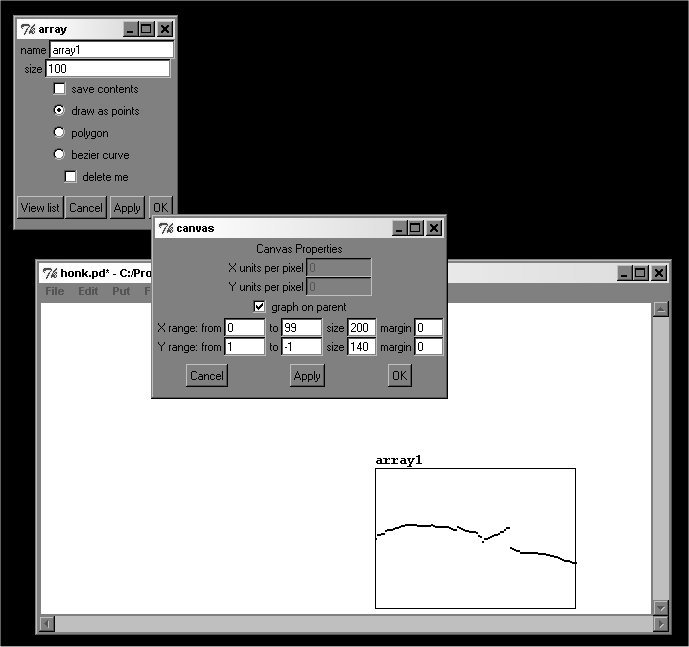 Tk array
name array1
size 100
save contents
draw as points
polygon
bezier curve
delete me
View list Cancel Apply OK
Tk canvas
Canvas Properties
X units per pixel 0
Y units per pixel 0
graph on parent
X range: from 0 to 99 size 200 margin 0
Y range: from 1 to -1 size 140 margin 0
Cancel Apply OK
Tk honk.pd* - C:/Pro
File Edit Put F
array1